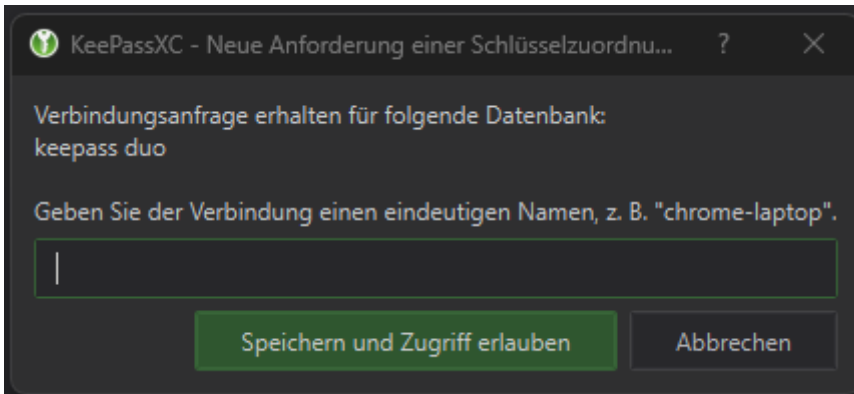 KeePassXC - Neue Anforderung einer Schlüsselzuordnu...
Verbindungsanfrage erhalten für folgende Datenbank:
keepass duo
Geben Sie der Verbindung einen eindeutigen Namen, z. B. "chrome-laptop".
Speichern und Zugriff erlauben
Abbrechen